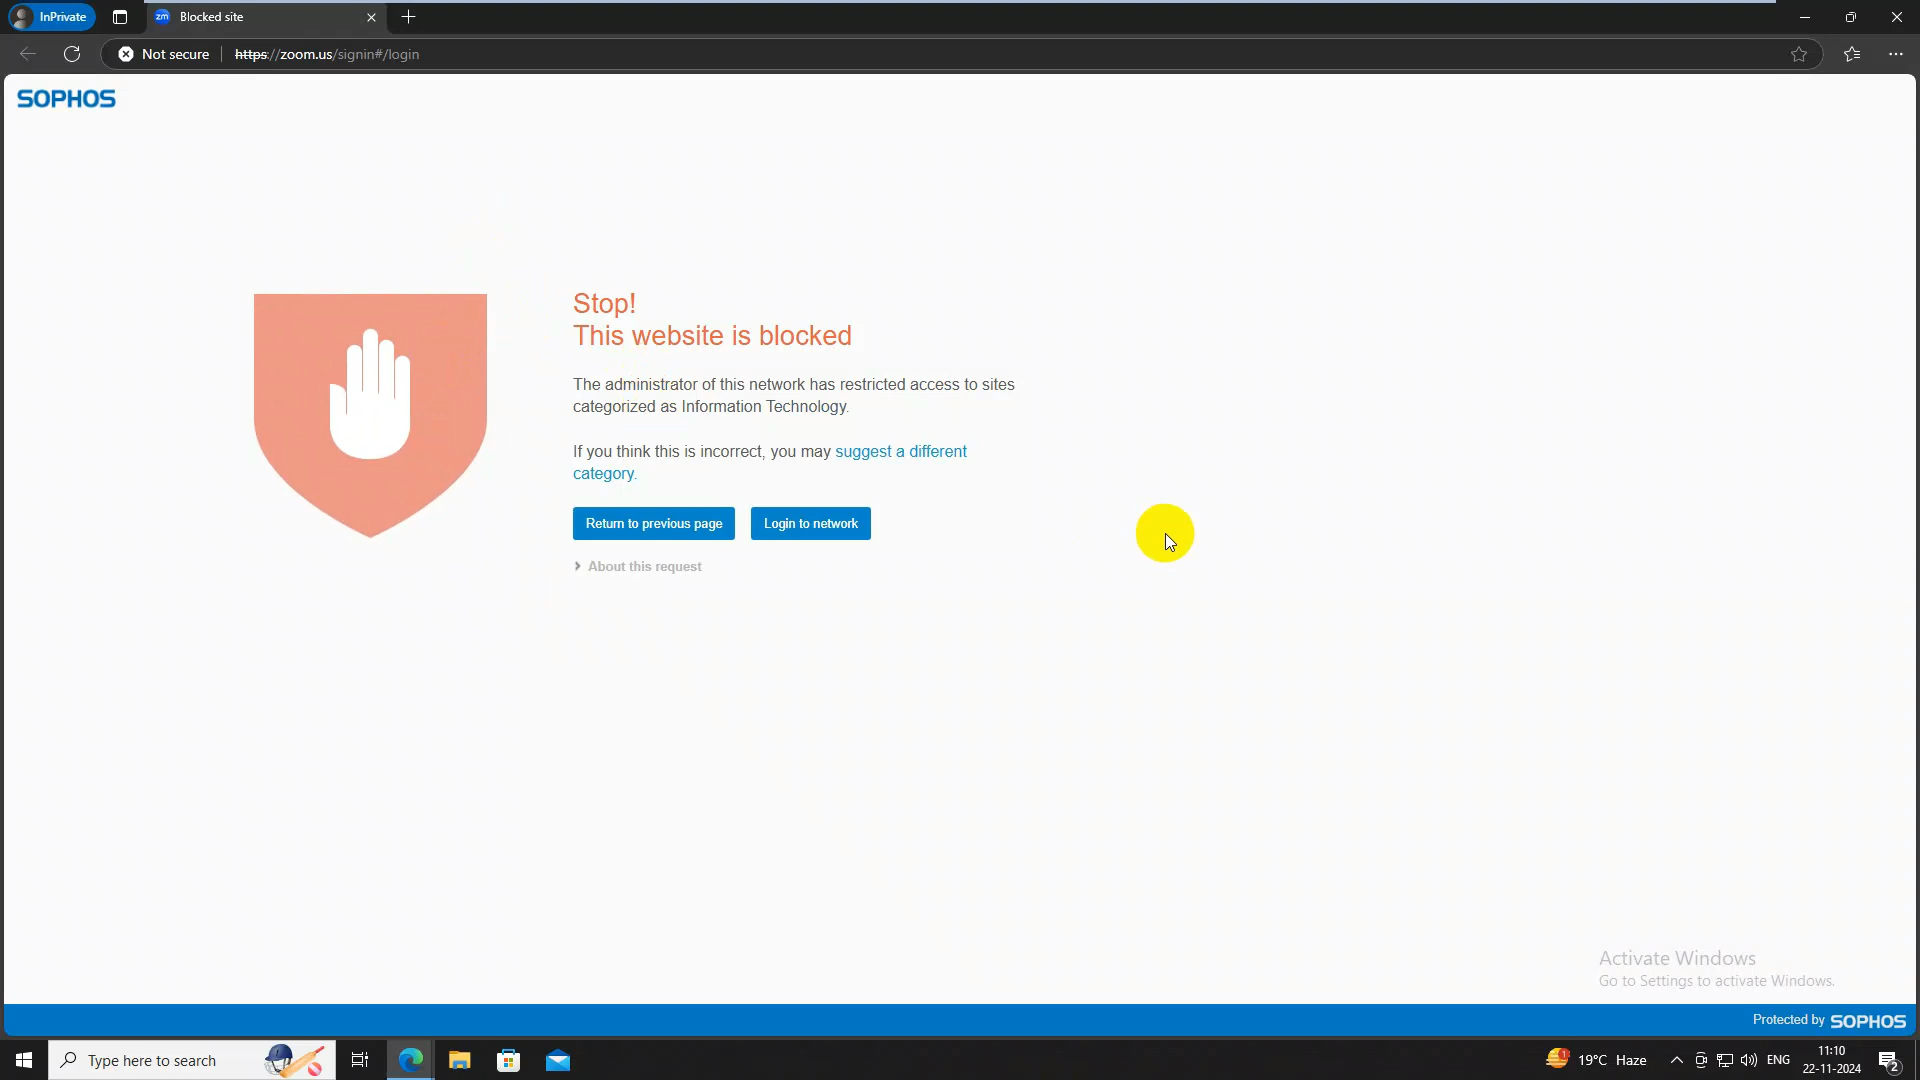 InPrivate
zm Blocked site
Not secure https://zoom.us/signin#/login
SOPHOS
Stop!
This website is blocked
The administrator of this network has restricted access to sites
categorized as Information Technology.
If you think this is incorrect, you may suggest a different
category.
Return to previous page Login to network
About this request
Activate Windows
Go to Settings to activate Windows.
Protected by SOPHOS
Type here to search
1 19°C Haze ENG 11:10
22-11-2024 2